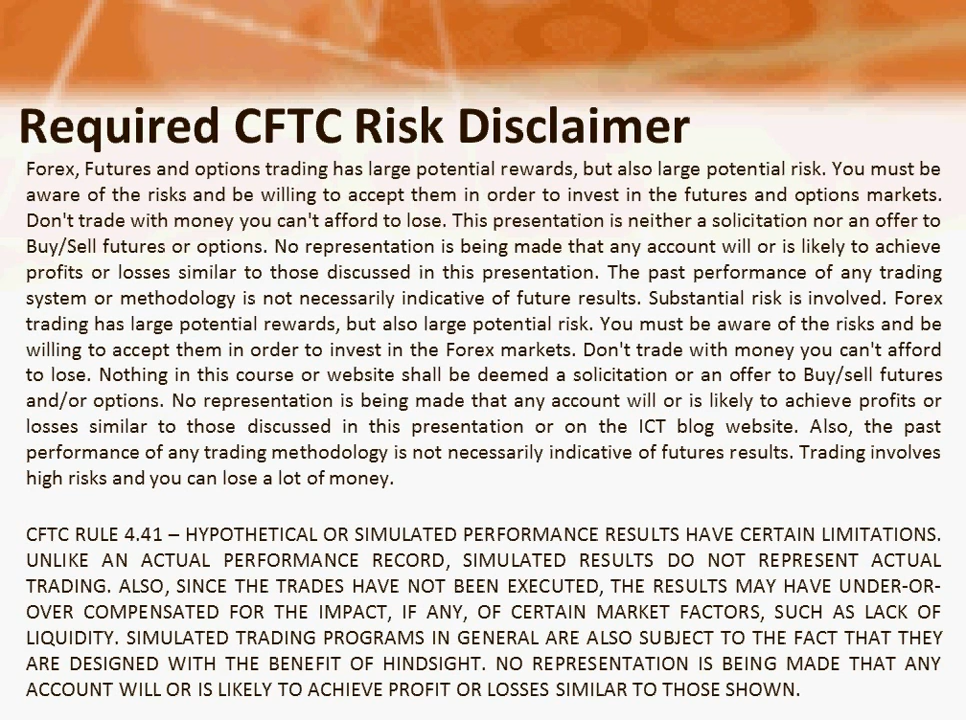 Required CFTC Risk Disclaimer
Forex, Futures and options trading has large potential rewards, but also large potential risk. You must be
aware of the risks and be willing to accept them in order to invest in the futures and options markets.
Don't trade with money you can't afford to lose. This presentation is neither a solicitation nor an offer to
Buy/Sell futures or options. No representation is being made that any account will or is likely to achieve
profits or losses similar to those discussed in this presentation. The past performance of any trading
system or methodology is not necessarily indicative of future results. Substantial risk is involved. Forex
trading has large potential rewards, but also large potential risk. You must be aware of the risks and be
willing to accept them in order to invest in the Forex markets. Don't trade with money you can't afford
to lose. Nothing in this course or website shall be deemed a solicitation or an offer to Buy/sell futures
and/or options. No representation is being made that any account will or is likely to achieve profits or
losses similar to those discussed in this presentation or on the ICT blog website. Also, the past
performance of any trading methodology is not necessarily indicative of futures results. Trading involves
high risks and you can lose a lot of money.
CFTC RULE 4.41 – HYPOTHETICAL OR SIMULATED PERFORMANCE RESULTS HAVE CERTAIN LIMITATIONS.
UNLIKE AN ACTUAL PERFORMANCE RECORD, SIMULATED RESULTS DO NOT REPRESENT ACTUAL
TRADING. ALSO, SINCE THE TRADES HAVE NOT BEEN EXECUTED, THE RESULTS MAY HAVE UNDER-OR-
OVER COMPENSATED FOR THE IMPACT, IF ANY, OF CERTAIN MARKET FACTORS, SUCH AS LACK OF
LIQUIDITY. SIMULATED TRADING PROGRAMS IN GENERAL ARE ALSO SUBJECT TO THE FACT THAT THEY
ARE DESIGNED WITH THE BENEFIT OF HINDSIGHT. NO REPRESENTATION IS BEING MADE THAT ANY
ACCOUNT WILL OR IS LIKELY TO ACHIEVE PROFIT OR LOSSES SIMILAR TO THOSE SHOWN.